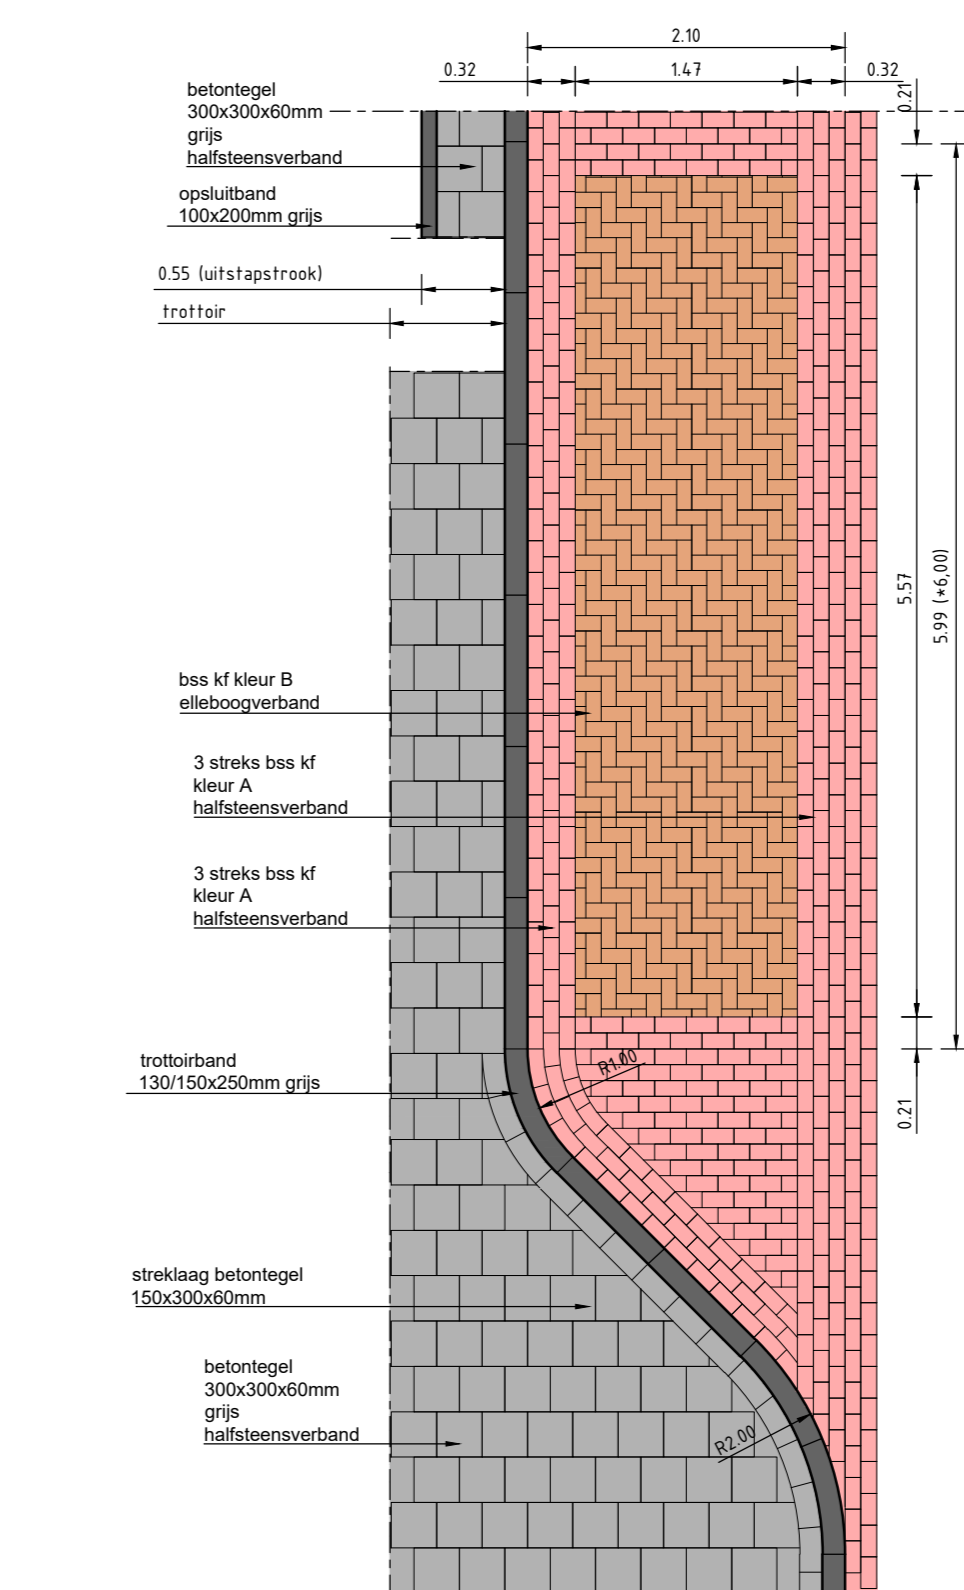 2.10
0.32
1.47
0.32
0.21
betontegel
300x300x60mm
grijs
halfsteensverband
opsluitband
100x200mm grijs
0.55 (uitstapstrook)
trottoir
5.57
5.99 (*6,00)
bss kf kleur B
elleboogverband
3 streks bss kf
kleur A
halfsteensverband
3 streks bss kf
kleur A
halfsteensverband
trottoirband
130/150x250mm grijs
R1.00
0.21
streklaag betontegel
150x300x60mm
betontegel
300x300x60mm
grijs
halfsteensverband
R2.00